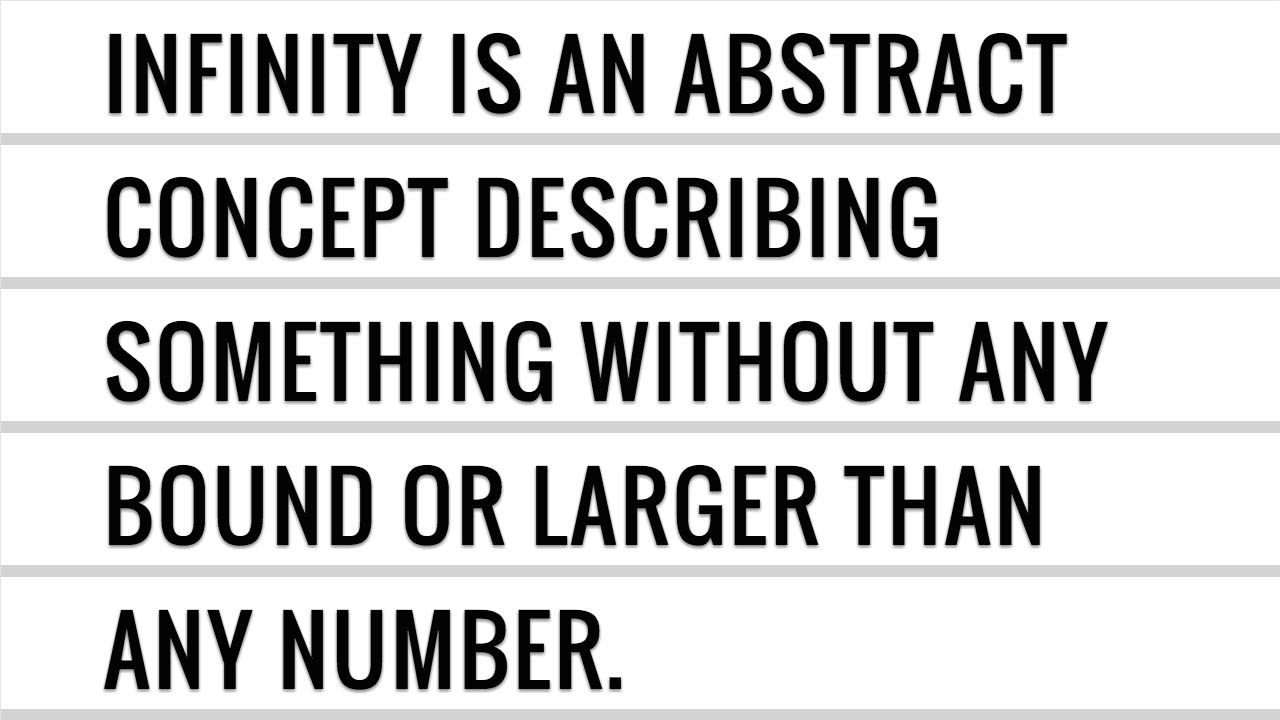 INFINITY IS AN ABSTRACT
CONCEPT DESCRIBING
SOMETHING WITHOUT ANY
BOUND OR LARGER THAN
ANY NUMBER.